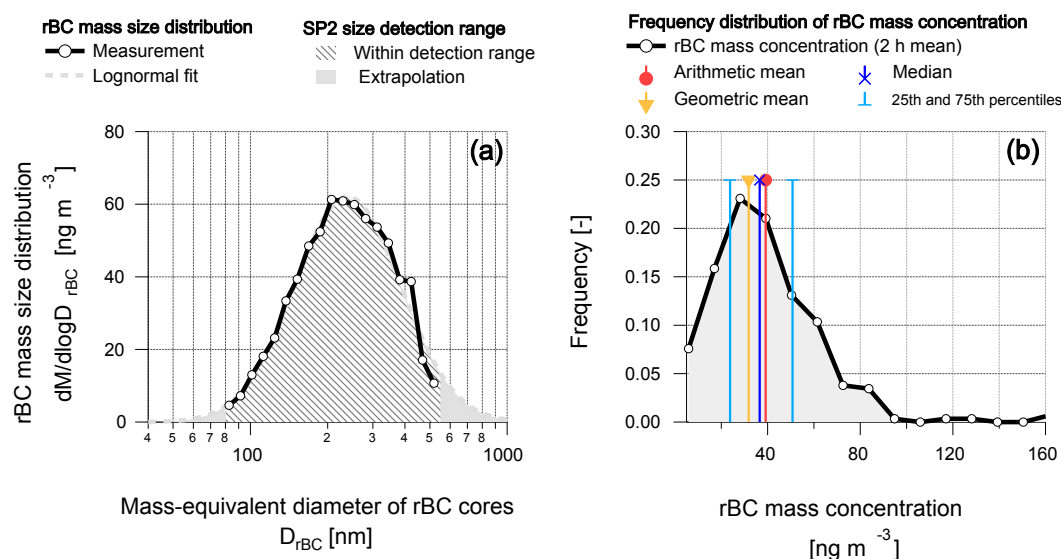 rBC mass size distribution
Measurement
Lognormal fit
SP2 size detection range
Within detection range
Extrapolation
(a)
80
60
40
20
0
rBC mass size distribution
dM/dlogD rBC [ng m -3]
4 5 6 7 8 100 2 3 4 5 6 7 8 1000
Mass-equivalent diameter of rBC cores
DrBC [nm]
Frequency distribution of rBC mass concentration
rBC mass concentration (2 h mean)
Arithmetic mean
Geometric mean
Median
25th and 75th percentiles
(b)
0.30
0.25
0.20
0.15
0.10
0.05
0.00
Frequency [-]
40 80 120 160
rBC mass concentration
[ng m -3]